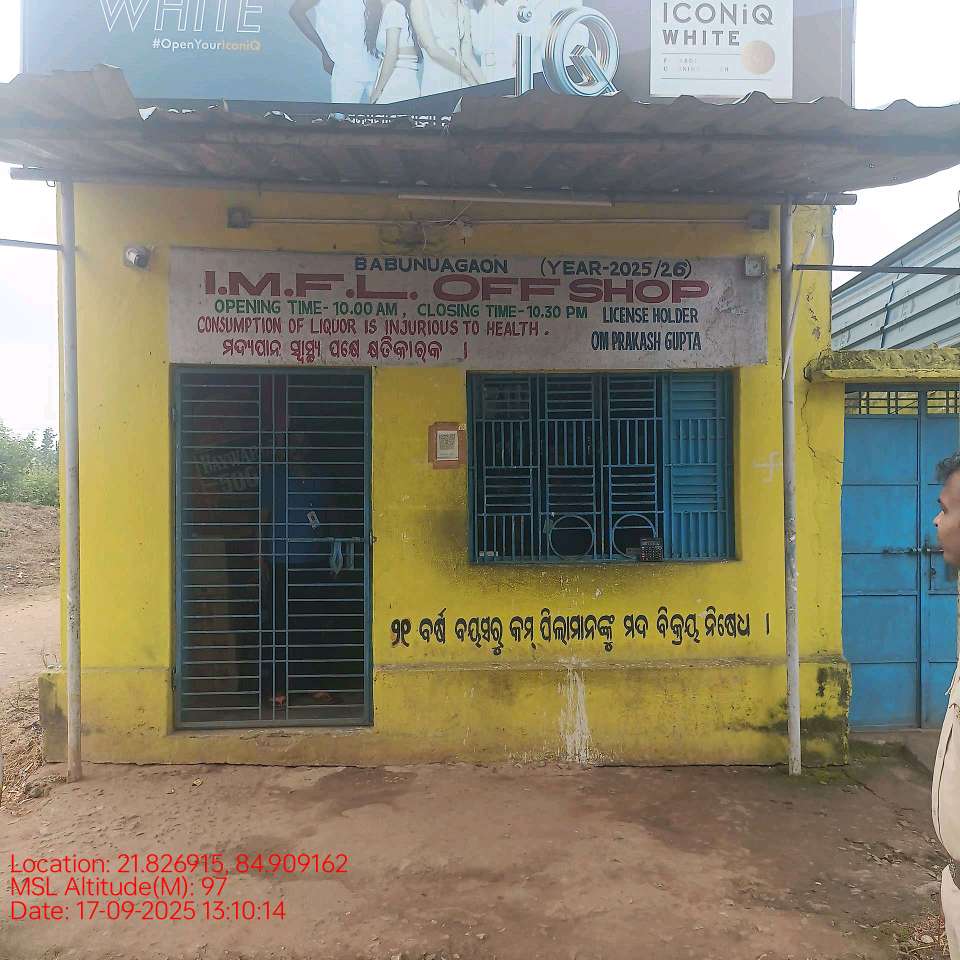 WHITE
#OpenYourIconiQ
iQ
ICONiQ
WHITE
BABUNUAGAON (YEAR-2025/26)
I.M.F.L. OFF SHOP
OPENING TIME- 10.00 AM, CLOSING TIME-10.30 PM LICENSE HOLDER
CONSUMPTION OF LIQUOR IS INJURIOUS TO HEALTH.
OM PRAKASH GUPTA
ମଦ୍ୟପାନ ସ୍ୱାସ୍ଥ୍ୟ ପକ୍ଷେ କ୍ଷତିକାରକ ।
୨୧ ବର୍ଷ ବୟସରୁ କମ୍ ପିଲାମାନଙ୍କୁ ମଦ ବିକ୍ରୟ ନିଷେଧ ।
Location: 21.826915, 84.909162
MSL Altitude(M): 97
Date: 17-09-2025 13:10:14